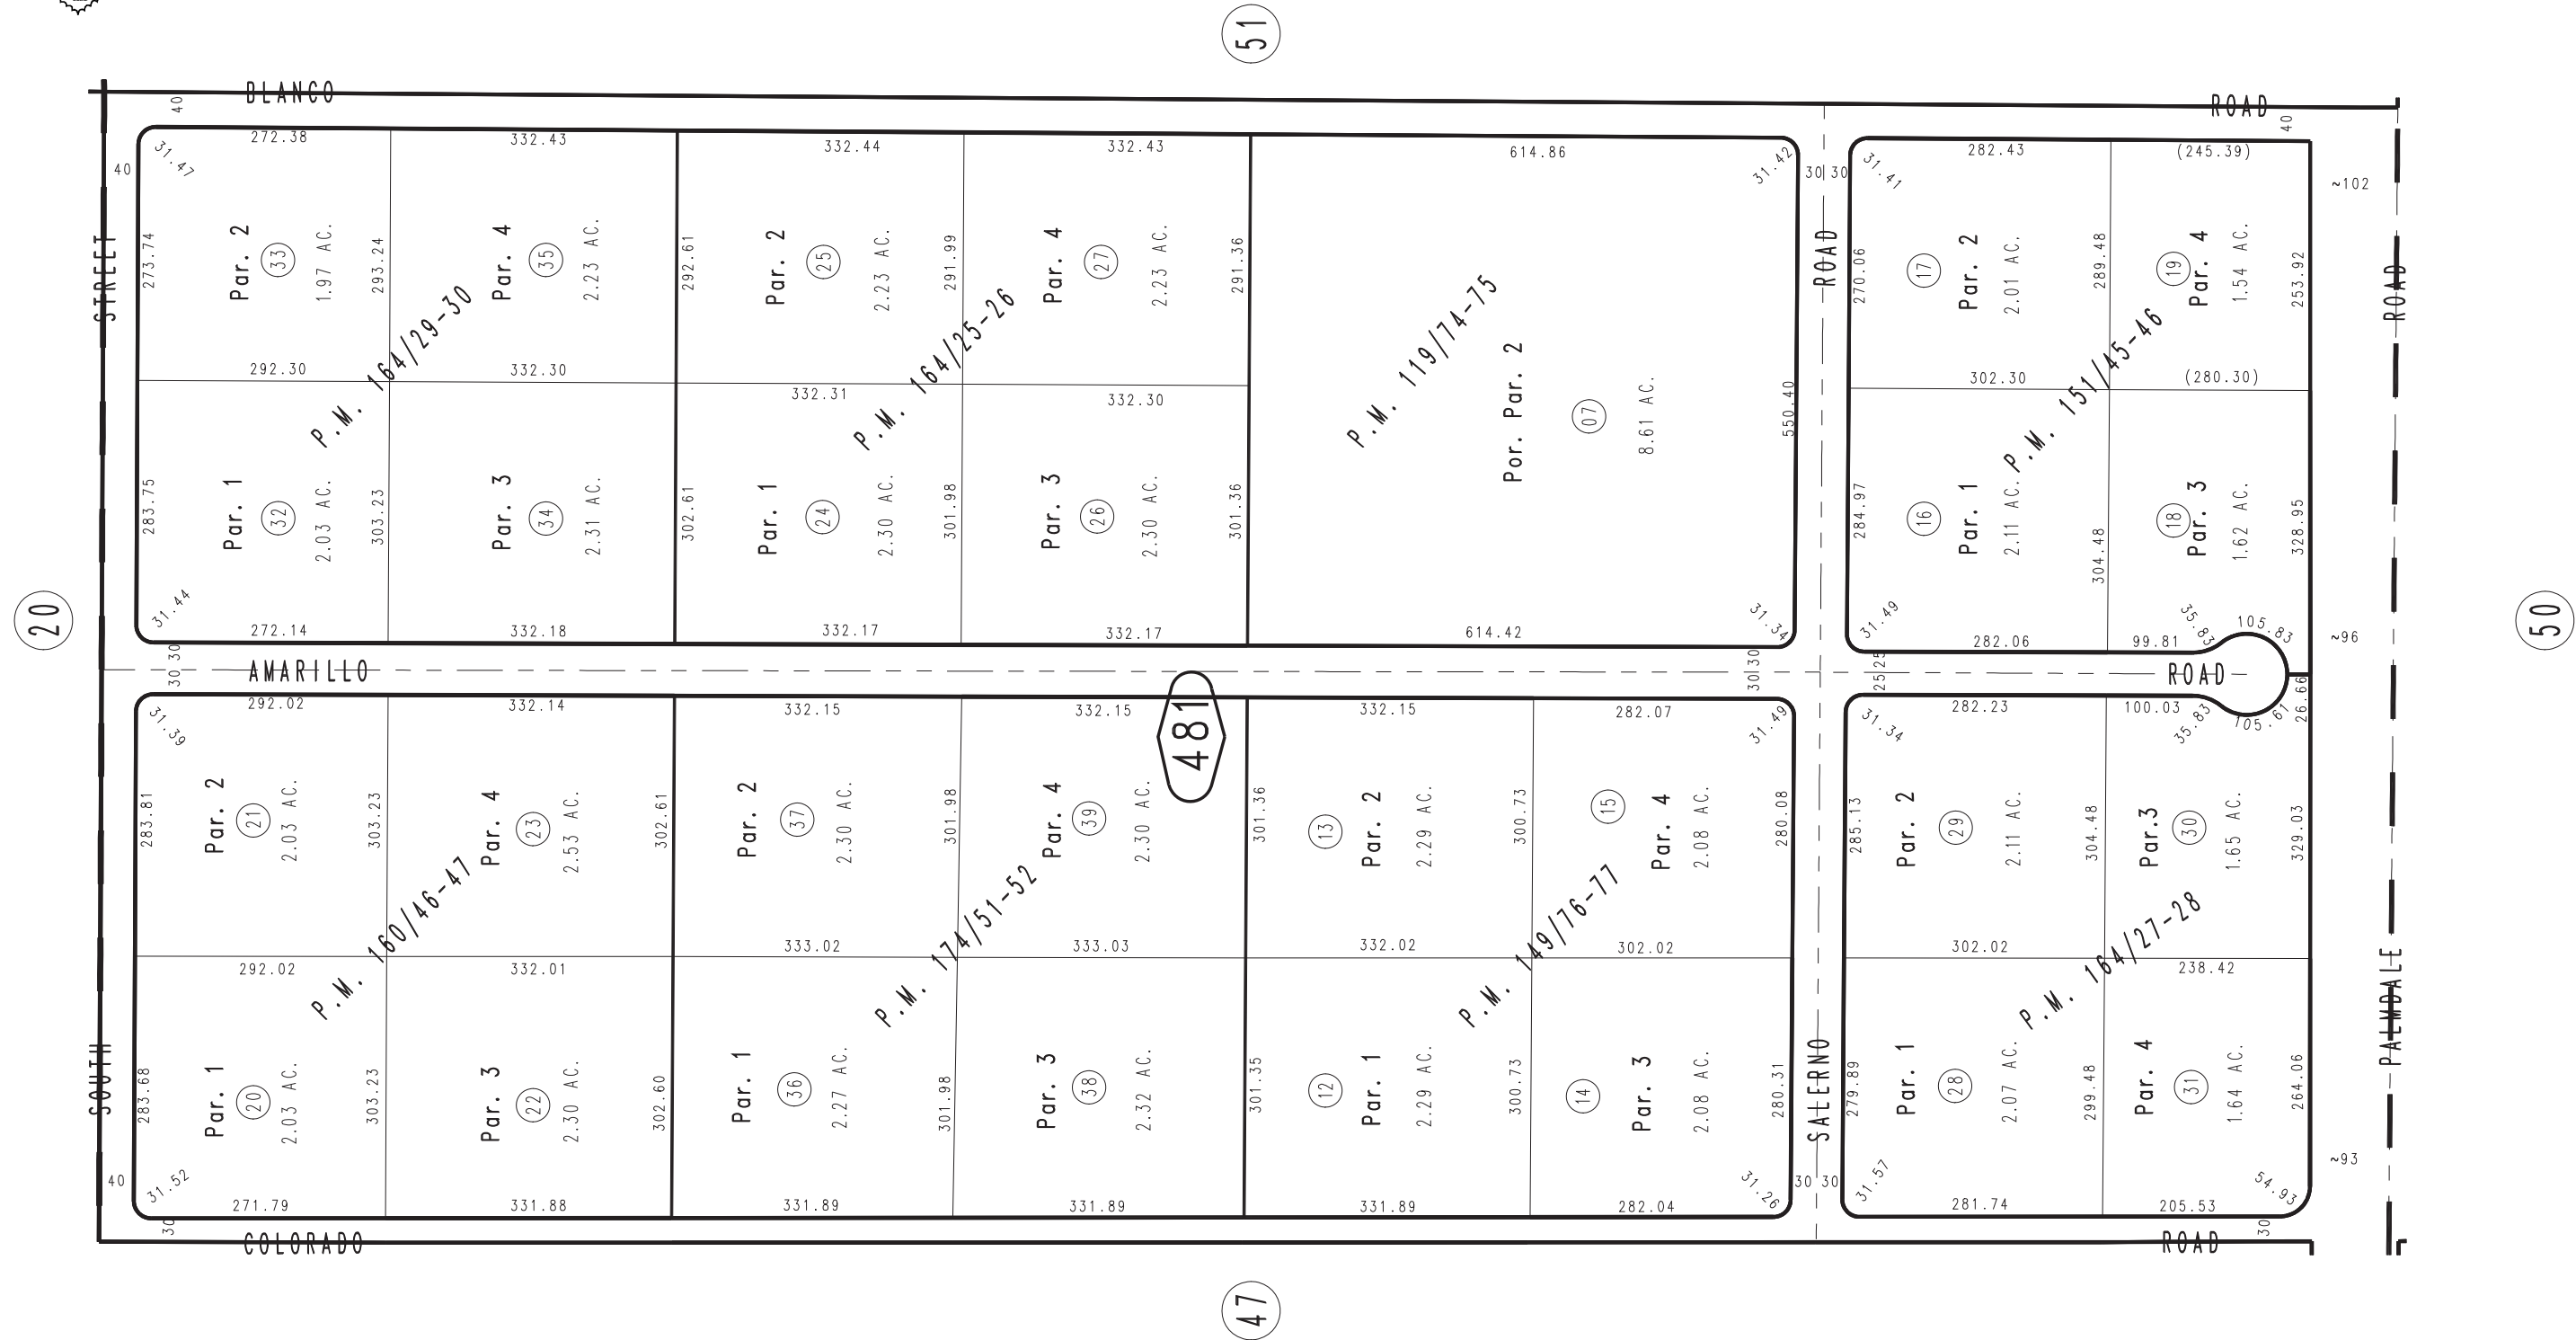 51
BLANCO ROAD
40
40
272.38
332.43
332.44
332.43
614.86
282.43
(245.39)
31.47
31.42
30 30
31.41
~102
40
STREET
273.74
Par. 2
33
1.97 AC.
293.24
Par. 4
35
2.23 AC.
292.61
Par. 2
25
2.23 AC.
291.99
Par. 4
27
2.23 AC.
291.36
ROAD
270.06
17
Par. 2
2.01 AC.
289.48
19
Par. 4
1.54 AC.
253.92
ROAD
P.M. 164/29-30
P.M. 164/25-26
P.M. 119/74-75
Por. Par. 2
07
8.61 AC.
550.40
P.M. 151/45-46
292.30
332.30
332.31
332.30
302.30
(280.30)
283.75
Par. 1
32
2.03 AC.
303.23
Par. 3
34
2.31 AC.
302.61
Par. 1
24
2.30 AC.
301.98
Par. 3
26
2.30 AC.
301.36
284.97
16
Par. 1
2.11 AC.
304.48
18
Par. 3
1.62 AC.
328.95
20
50
31.44
31.34
31.49
35.83
105.83
~96
272.14
332.18
332.17
332.17
614.42
282.06
99.81
30 30
AMARILLO ROAD
30 30
25 25
26.66
481
292.02
332.14
332.15
332.15
332.15
282.07
282.23
100.03
31.39
31.49
31.34
35.83
105.61
283.81
Par. 2
21
2.03 AC.
303.23
Par. 4
23
2.53 AC.
302.61
Par. 2
37
2.30 AC.
301.98
Par. 4
39
2.30 AC.
301.36
13
Par. 2
2.29 AC.
300.73
15
Par. 4
2.08 AC.
280.08
285.13
Par. 2
29
2.11 AC.
304.48
Par.3
30
1.65 AC.
329.03
P.M. 160/46-47
P.M. 174/51-52
P.M. 149/76-77
P.M. 164/27-28
292.02
332.01
333.02
333.03
332.02
302.02
302.02
238.42
SOUTH
283.68
Par. 1
20
2.03 AC.
303.23
Par. 3
22
2.30 AC.
302.60
Par. 1
36
2.27 AC.
301.98
Par. 3
38
2.32 AC.
301.35
12
Par. 1
2.29 AC.
300.73
14
Par. 3
2.08 AC.
280.31
SALERNO
279.89
Par. 1
28
2.07 AC.
299.48
Par. 4
31
1.64 AC.
264.06
PALMDALE
40
31.52
31.26
30 30
31.57
54.93
~93
271.79
331.88
331.89
331.89
331.89
282.04
281.74
205.53
30
30
COLORADO ROAD
47